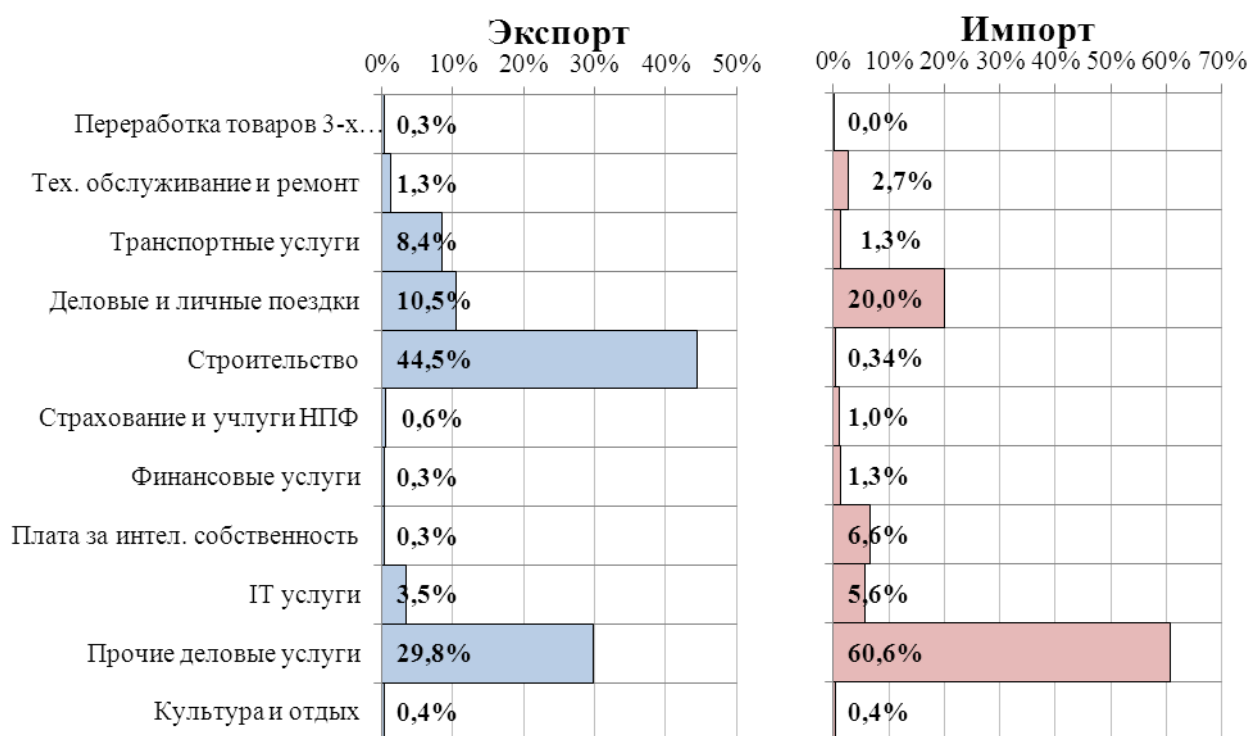 Экспорт
Импорт
0% 10% 20% 30% 40% 50%
0% 10% 20% 30% 40% 50% 60% 70%
Переработка товаров 3-х… 0,3% 0,0%
Тех. обслуживание и ремонт 1,3% 2,7%
Транспортные услуги 8,4% 1,3%
Деловые и личные поездки 10,5% 20,0%
Строительство 44,5% 0,34%
Страхование и учлуги НПФ 0,6% 1,0%
Финансовые услуги 0,3% 1,3%
Плата за интел. собственность 0,3% 6,6%
IT услуги 3,5% 5,6%
Прочие деловые услуги 29,8% 60,6%
Культура и отдых 0,4% 0,4%